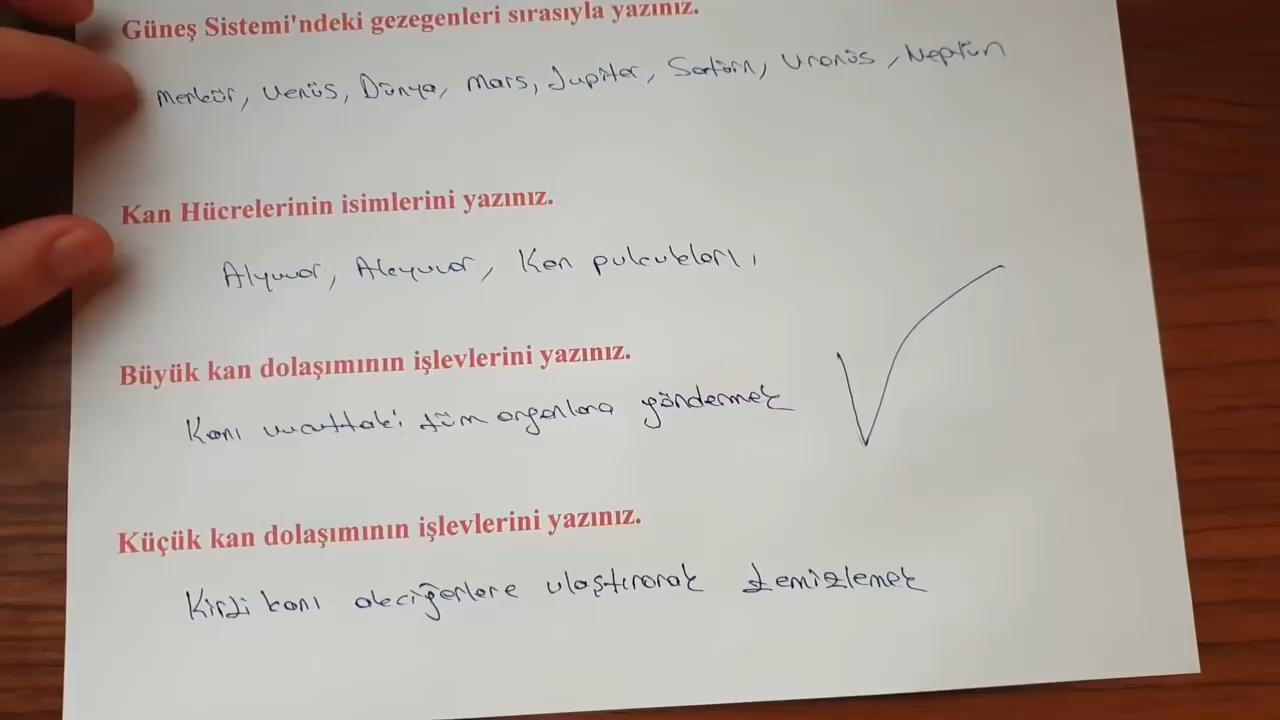 Güneş Sistemi'ndeki gezegenleri sırasıyla yazınız.
Merkür, Venüs, Dünya, Mars, Jupiter, Satürn, Uranüs, Neptün
Kan Hücrelerinin isimlerini yazınız.
Alyuvar, Akyuvar, Kan pulcukları,
Büyük kan dolaşımının işlevlerini yazınız.
Kanı vucuttaki tüm organlara göndermek
Küçük kan dolaşımının işlevlerini yazınız.
Kirli kanı akciğerlere ulaştırarak temizlemek